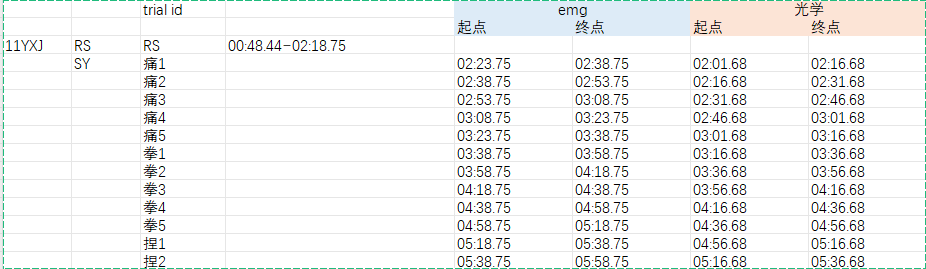 trial id emg 光学
起点 终点 起点 终点
11YXJ RS RS 00:48.44-02:18.75
SY 痛1 02:23.75 02:38.75 02:01.68 02:16.68
痛2 02:38.75 02:53.75 02:16.68 02:31.68
痛3 02:53.75 03:08.75 02:31.68 02:46.68
痛4 03:08.75 03:23.75 02:46.68 03:01.68
痛5 03:23.75 03:38.75 03:01.68 03:16.68
拳1 03:38.75 03:58.75 03:16.68 03:36.68
拳2 03:58.75 04:18.75 03:36.68 03:56.68
拳3 04:18.75 04:38.75 03:56.68 04:16.68
拳4 04:38.75 04:58.75 04:16.68 04:36.68
拳5 04:58.75 05:18.75 04:36.68 04:56.68
捏1 05:18.75 05:38.75 04:56.68 05:16.68
捏2 05:38.75 05:58.75 05:16.68 05:36.68